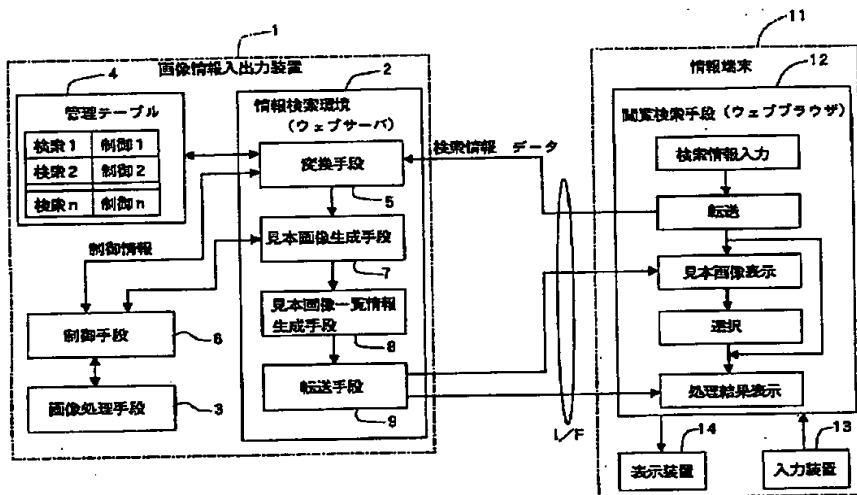 1
画像情報入出力装置
4
管理テーブル
検索1 制御1
検索2 制御2
検索n 制御n
2
情報検索環境
(ウェブサーバ)
変換手段
5
見本画像生成手段
7
見本画像一覧情報
生成手段
8
転送手段
9
制御情報
制御手段
6
画像処理手段
3
検索情報 データ
I/F
11
情報端末
12
閲覧検索手段(ウェブブラウザ)
検索情報入力
転送
見本画像表示
選択
処理結果表示
14
表示装置
13
入力装置